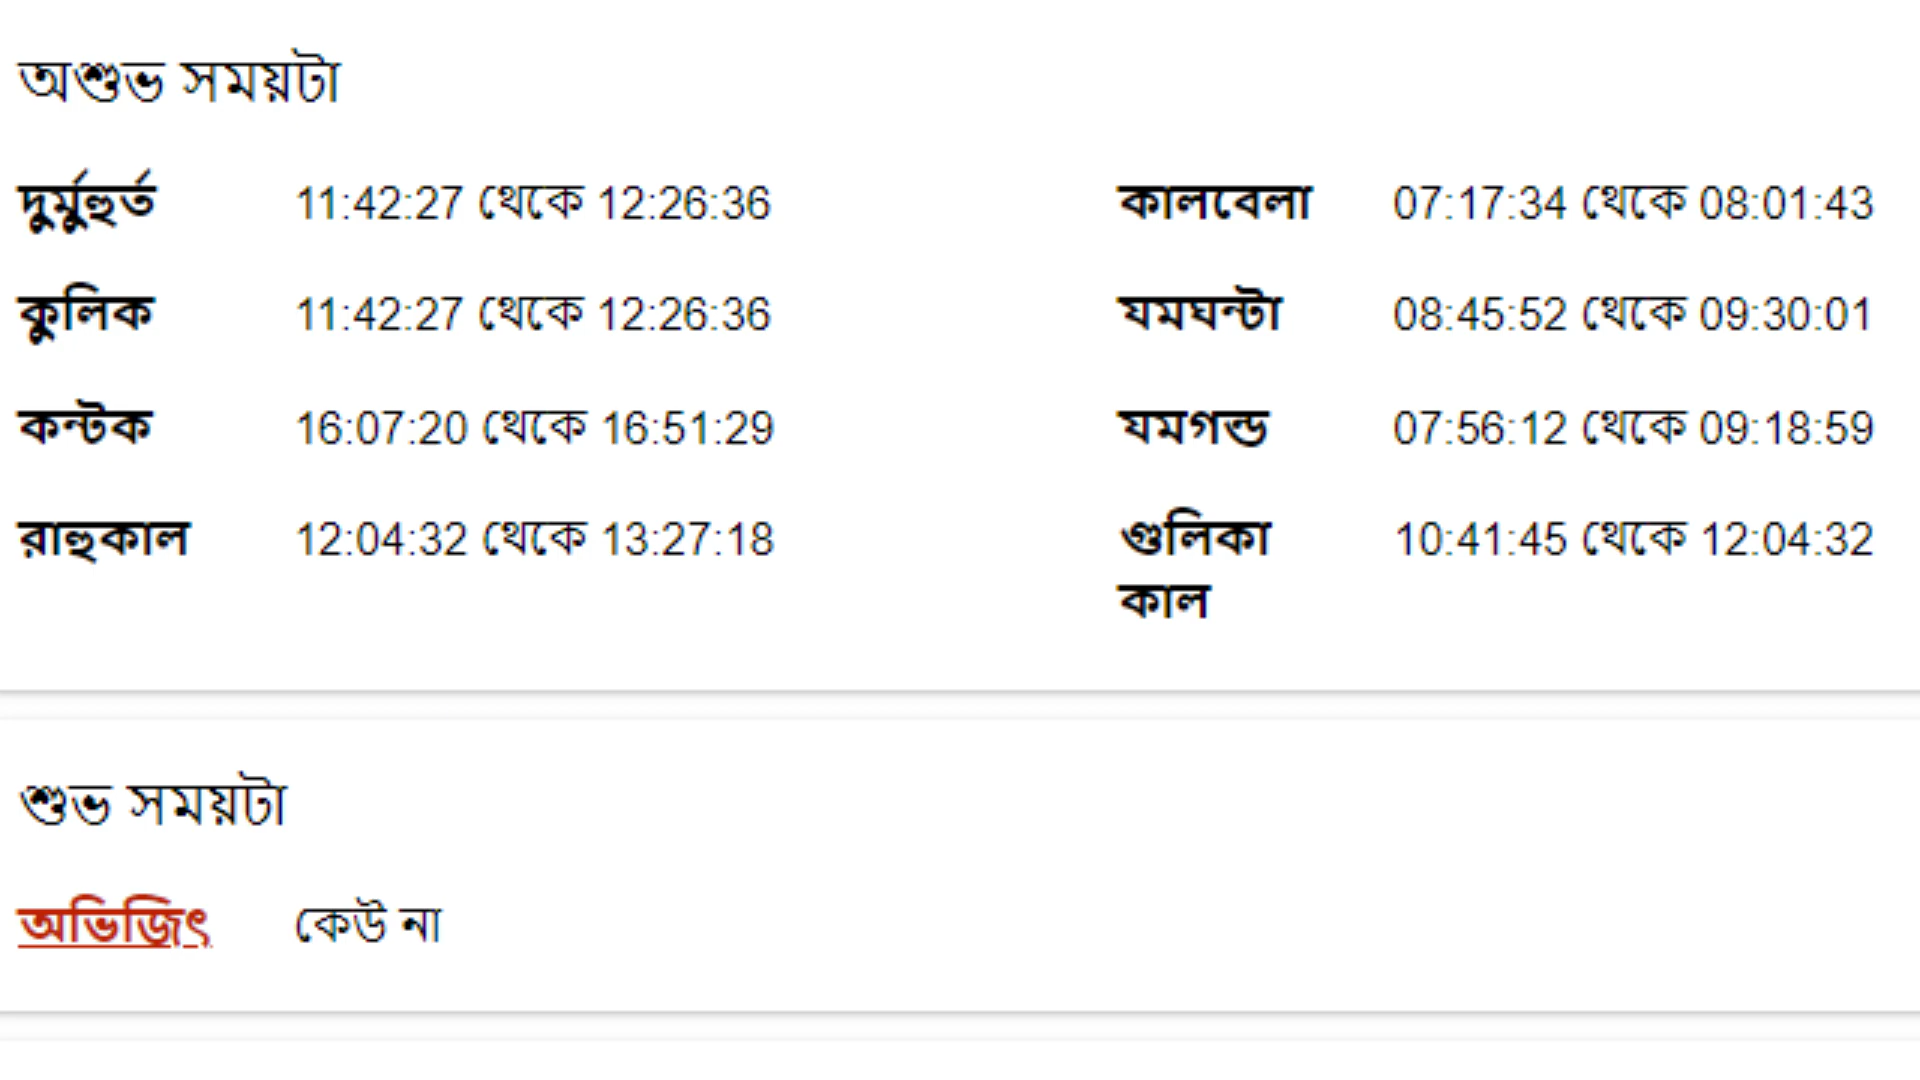 অশুভ সময়টা
দুর্মুহুর্ত 11:42:27 থেকে 12:26:36 কালবেলা 07:17:34 থেকে 08:01:43
কুলিক 11:42:27 থেকে 12:26:36 যমঘন্টা 08:45:52 থেকে 09:30:01
কন্টক 16:07:20 থেকে 16:51:29 যমগন্ড 07:56:12 থেকে 09:18:59
রাহুকাল 12:04:32 থেকে 13:27:18 গুলিকা 10:41:45 থেকে 12:04:32
কাল
শুভ সময়টা
অভিজিৎ কেউ না